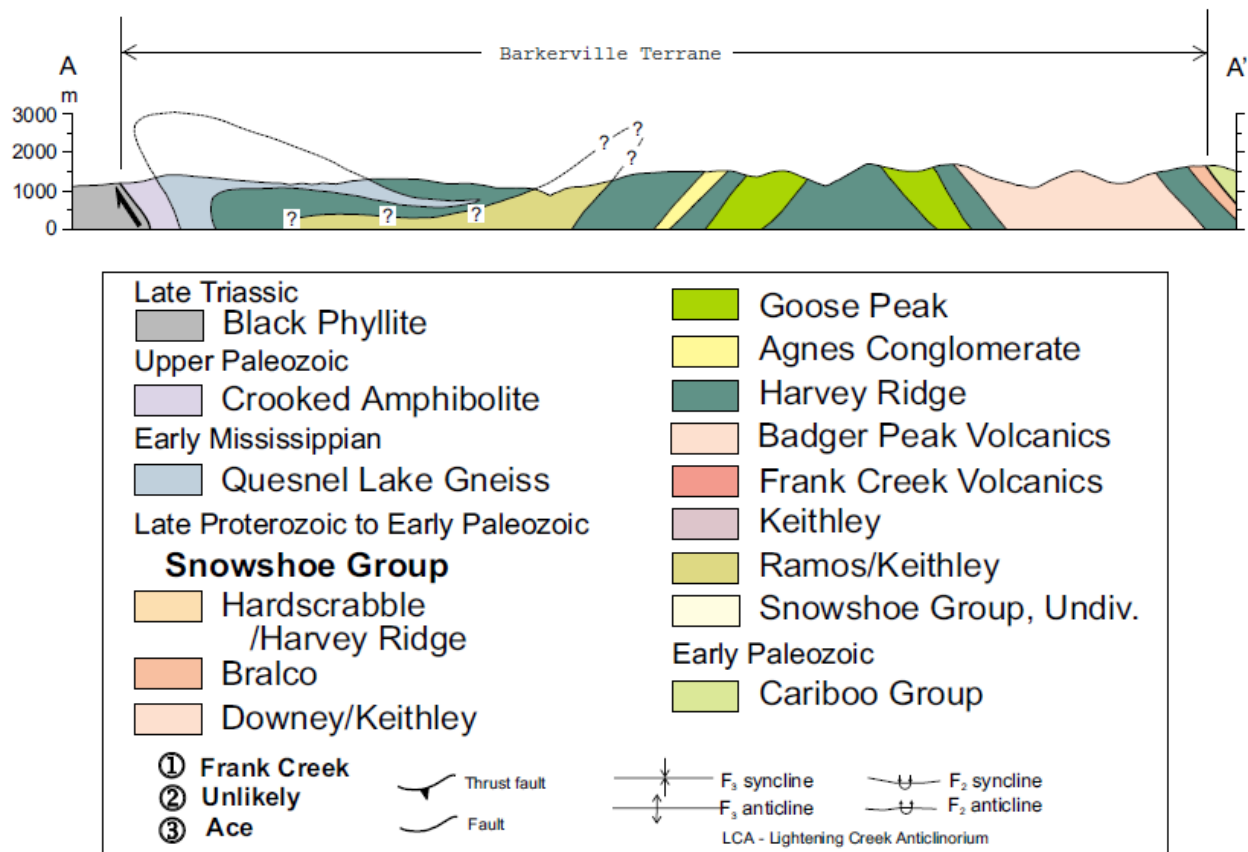 Barkerville Terrane
A
A'
m
3000
2000
1000
0
?
?
?
?
?
?
Late Triassic
Black Phyllite
Upper Paleozoic
Crooked Amphibolite
Early Mississippian
Quesnel Lake Gneiss
Late Proterozoic to Early Paleozoic
Snowshoe Group
Hardscrabble
/Harvey Ridge
Bralco
Downey/Keithley
Goose Peak
Agnes Conglomerate
Harvey Ridge
Badger Peak Volcanics
Frank Creek Volcanics
Keithley
Ramos/Keithley
Snowshoe Group, Undiv.
Early Paleozoic
Cariboo Group
① Frank Creek
② Unlikely
③ Ace
Thrust fault
Fault
F₃ syncline
F₃ anticline
F₂ syncline
F₂ anticline
LCA - Lightening Creek Anticlinorium